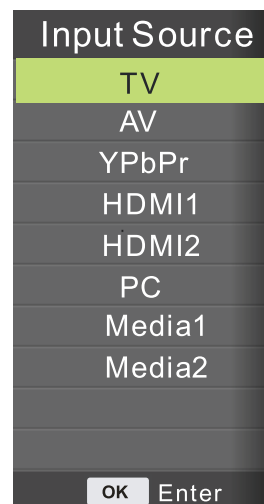 Input Source
TV
AV
YPbPr
HDMI1
HDMI2
PC
Media1
Media2
OK Enter